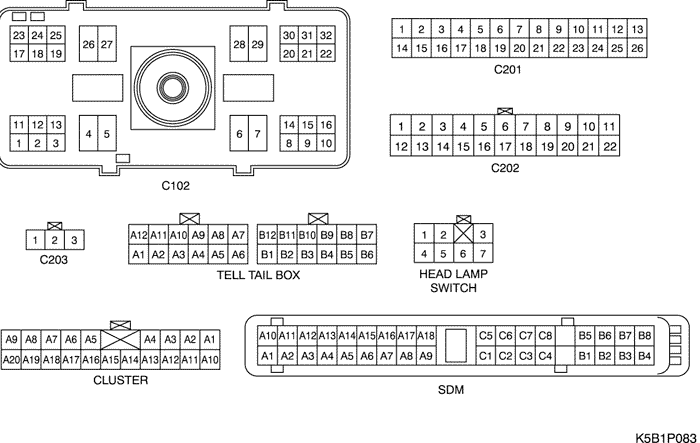 23 24 25 26 27 28 29 30 31 32
17 18 19 20 21 22
11 12 13 4 5 6 7 14 15 16
1 2 3 8 9 10
C102
1 2 3 4 5 6 7 8 9 10 11 12 13
14 15 16 17 18 19 20 21 22 23 24 25 26
C201
1 2 3 4 5 6 7 8 9 10 11
12 13 14 15 16 17 18 19 20 21 22
C202
1 2 3
C203
A12 A11 A10 A9 A8 A7 B12 B11 B10 B9 B8 B7
A1 A2 A3 A4 A5 A6 B1 B2 B3 B4 B5 B6
TELL TAIL BOX
1 2 3
4 5 6 7
HEAD LAMP
SWITCH
A9 A8 A7 A6 A5 A4 A3 A2 A1
A20 A19 A18 A17 A16 A15 A14 A13 A12 A11 A10
CLUSTER
A10 A11 A12 A13 A14 A15 A16 A17 A18 C5 C6 C7 C8 B5 B6 B7 B8
A1 A2 A3 A4 A5 A6 A7 A8 A9 C1 C2 C3 C4 B1 B2 B3 B4
SDM
K5B1P083